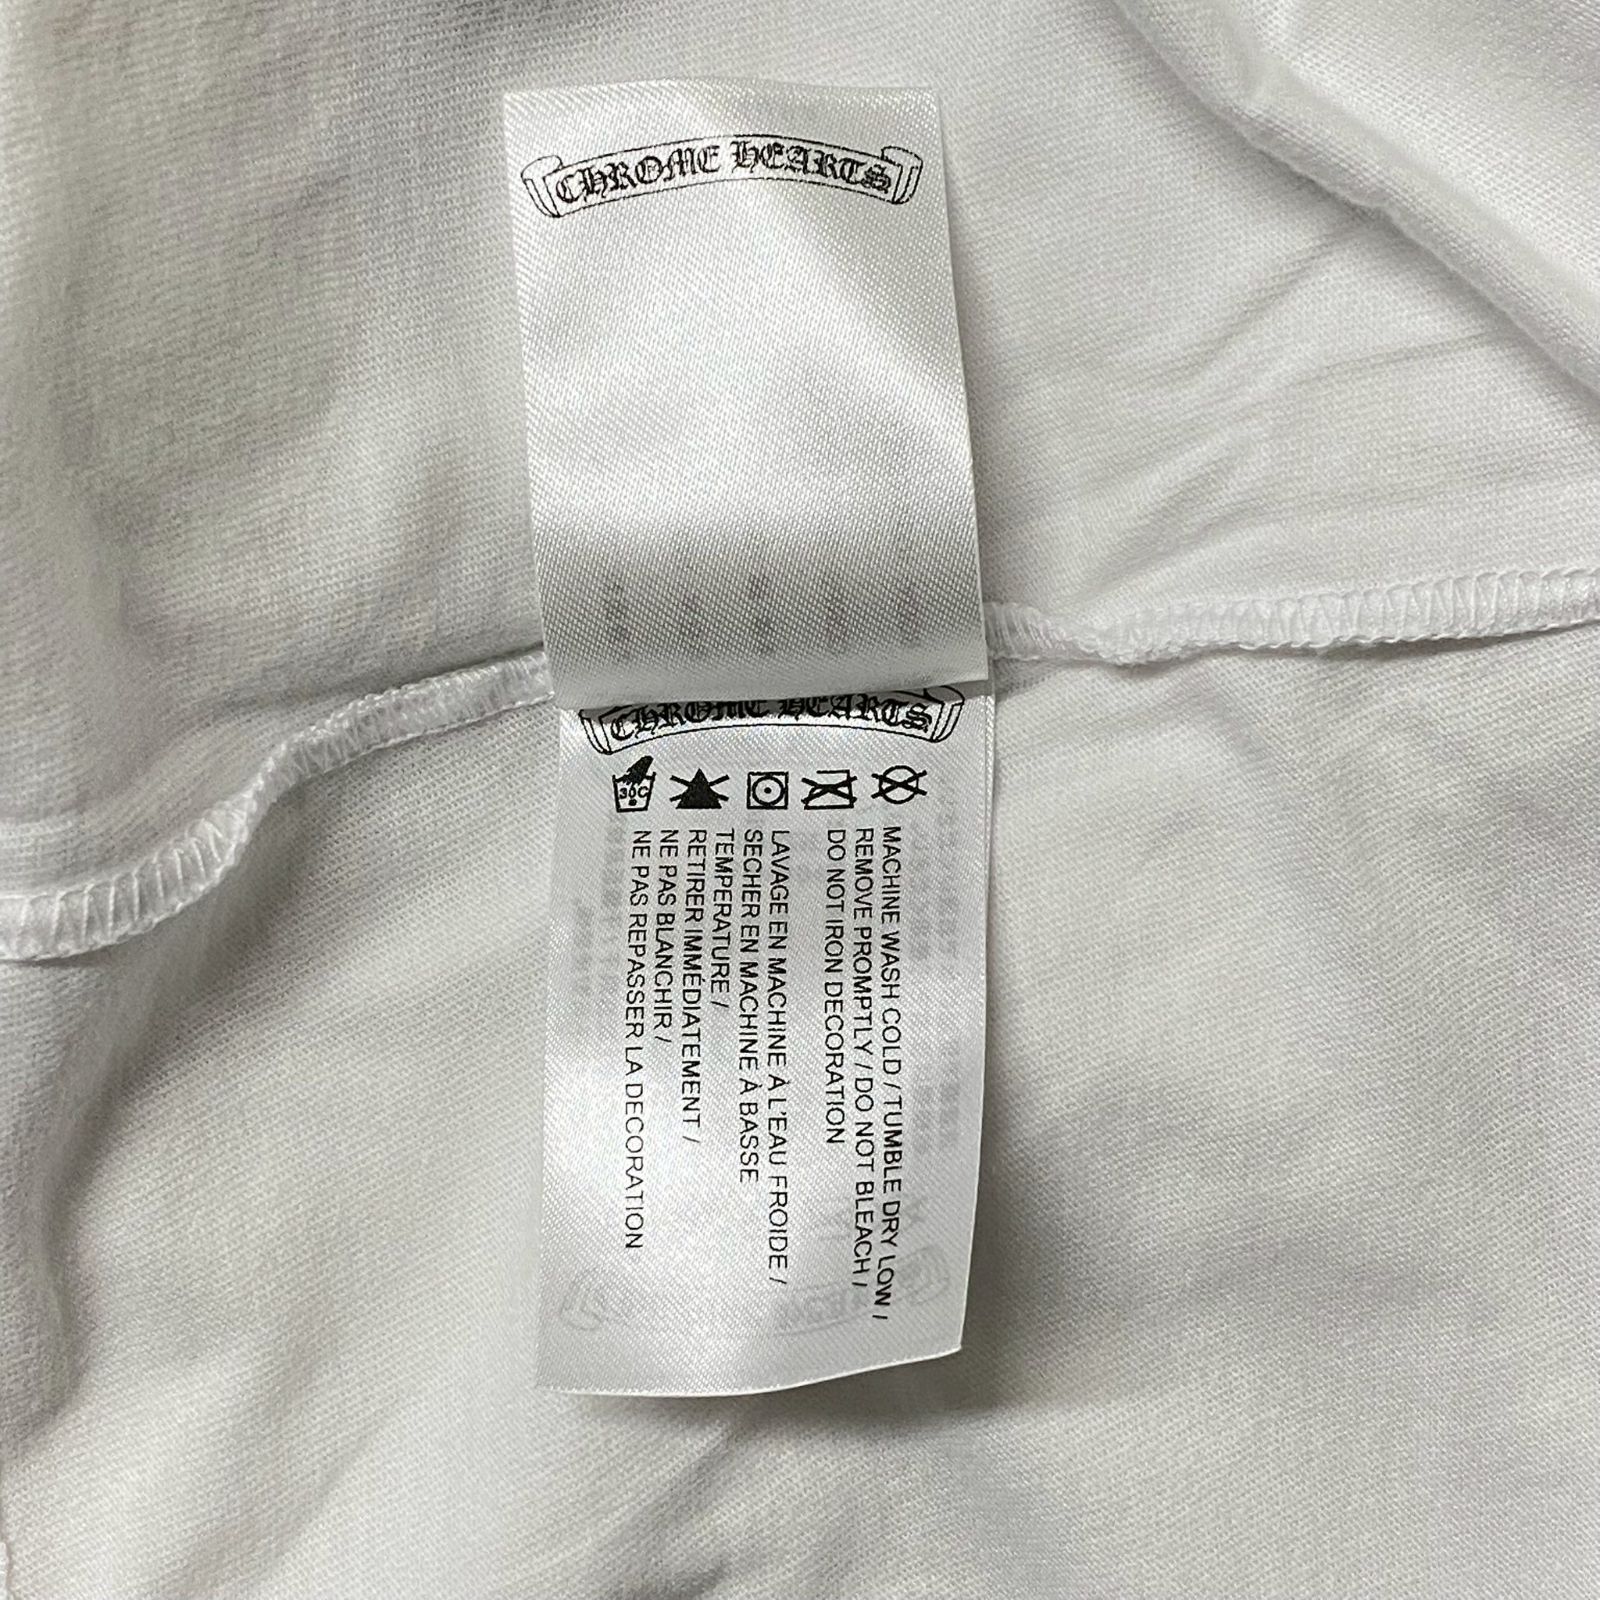 CHROME HEARTS
CHROME HEARTS
30C
MACHINE WASH COLD / TUMBLE DRY LOW /
REMOVE PROMPTLY / DO NOT BLEACH /
DO NOT IRON DECORATION
LAVAGE EN MACHINE À L'EAU FROIDE /
SECHER EN MACHINE À BASSE
TEMPERATURE /
RETIRER IMMÉDIATEMENT /
NE PAS BLANCHIR /
NE PAS REPASSER LA DECORATION